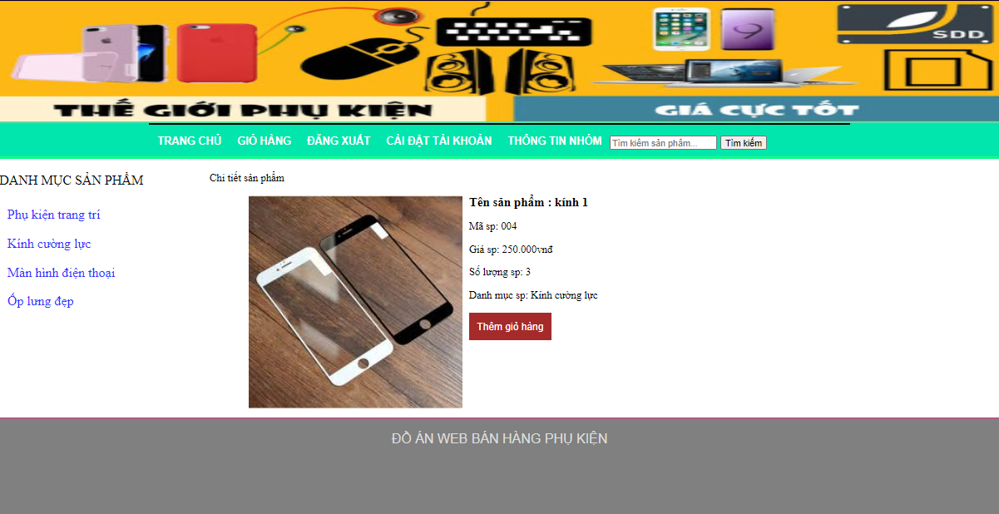 SDD
THẾ GIỚI PHỤ KIỆN
GIÁ CỰC TỐT
TRANG CHỦ GIỎ HÀNG ĐĂNG XUẤT CÀI ĐẶT TÀI KHOẢN THÔNG TIN NHÓM Tìm kiếm sản phẩm... Tìm kiếm
DANH MỤC SẢN PHẨM
Phụ kiện trang trí
Kính cường lực
Màn hình điện thoại
Ốp lưng đẹp
Chi tiết sản phẩm
Tên sản phẩm : kính 1
Mã sp: 004
Giá sp: 250.000vnđ
Số lượng sp: 3
Danh mục sp: Kính cường lực
Thêm giỏ hàng
ĐỒ ÁN WEB BÁN HÀNG PHỤ KIỆN